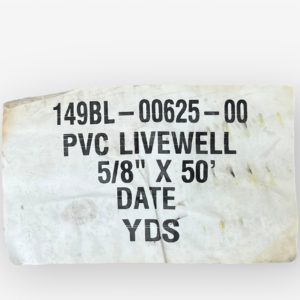 149BL-00625-00
PVC LIVEWELL
5/8" X 50'
DATE
YDS